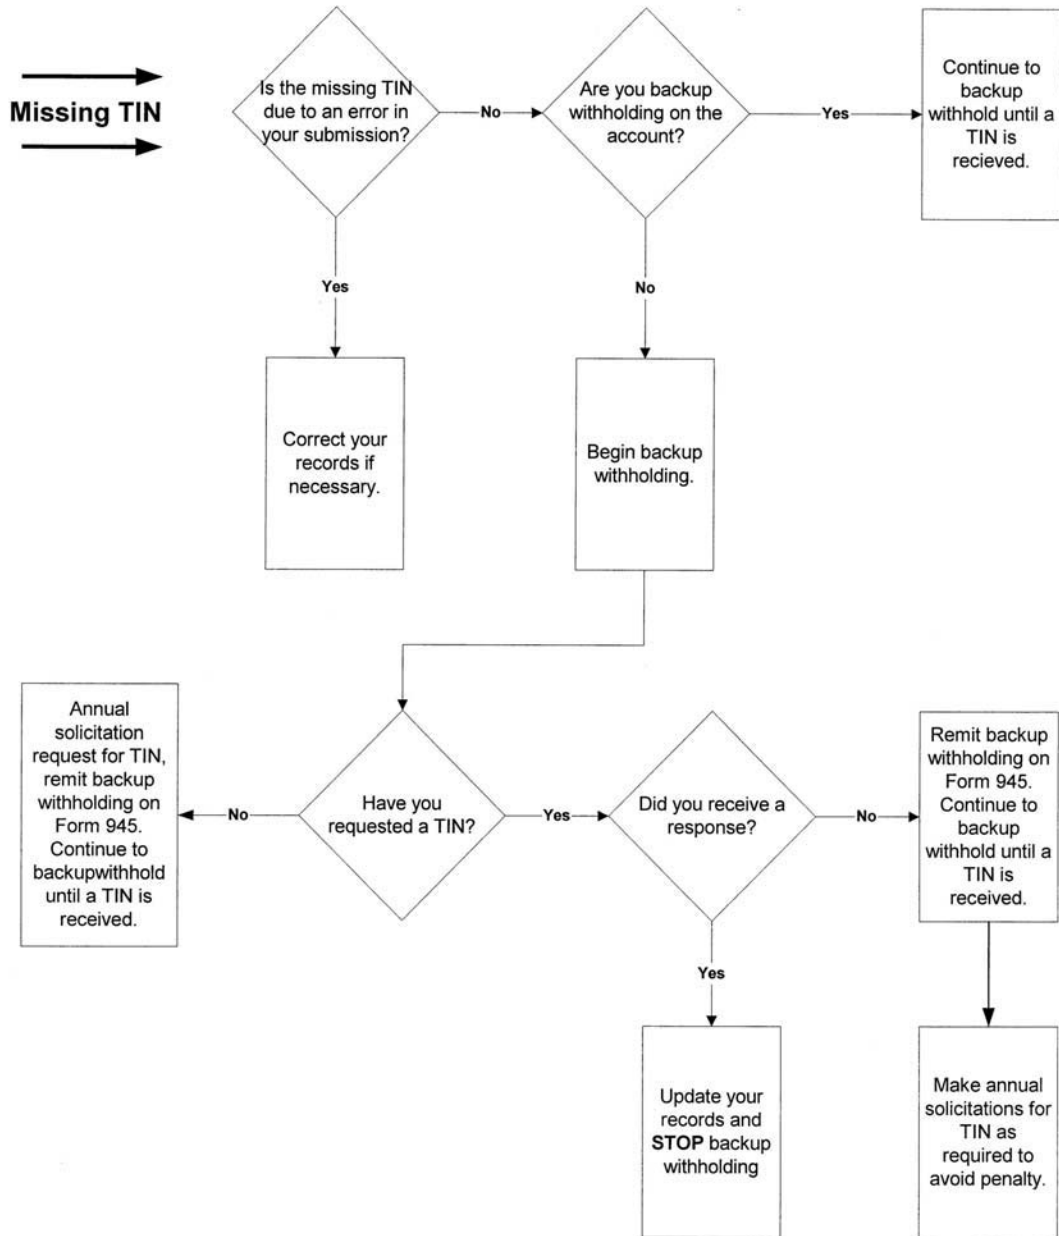 Missing TIN
Is the missing TIN
due to an error in
your submission?
No
Are you backup
withholding on the
account?
Yes
Continue to
backup
withhold until a
TIN is
recieved.
Yes
No
Correct your
records if
necessary.
Begin backup
withholding.
Annual
solicitation
request for TIN,
remit backup
withholding on
Form 945.
Continue to
backupwithhold
until a TIN is
received.
No
Have you
requested a TIN?
Yes
Did you receive a
response?
No
Remit backup
withholding on
Form 945.
Continue to
backup
withhold until a
TIN is
received.
Yes
Update your
records and
STOP backup
withholding
Make annual
solicitations for
TIN as
required to
avoid penalty.